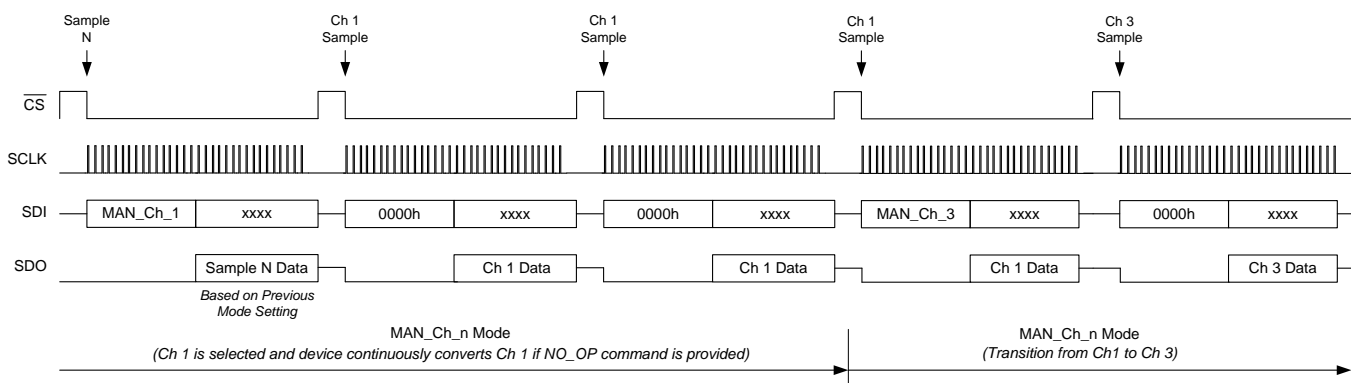 Sample
N
Ch 1
Sample
Ch 1
Sample
Ch 1
Sample
Ch 3
Sample
CS
SCLK
SDI
MAN_Ch_1
xxxx
0000h
xxxx
0000h
xxxx
MAN_Ch_3
xxxx
0000h
xxxx
SDO
Sample N Data
Ch 1 Data
Ch 1 Data
Ch 1 Data
Ch 3 Data
Based on Previous
Mode Setting
MAN_Ch_n Mode
(Ch 1 is selected and device continuously converts Ch 1 if NO_OP command is provided)
MAN_Ch_n Mode
(Transition from Ch1 to Ch 3)